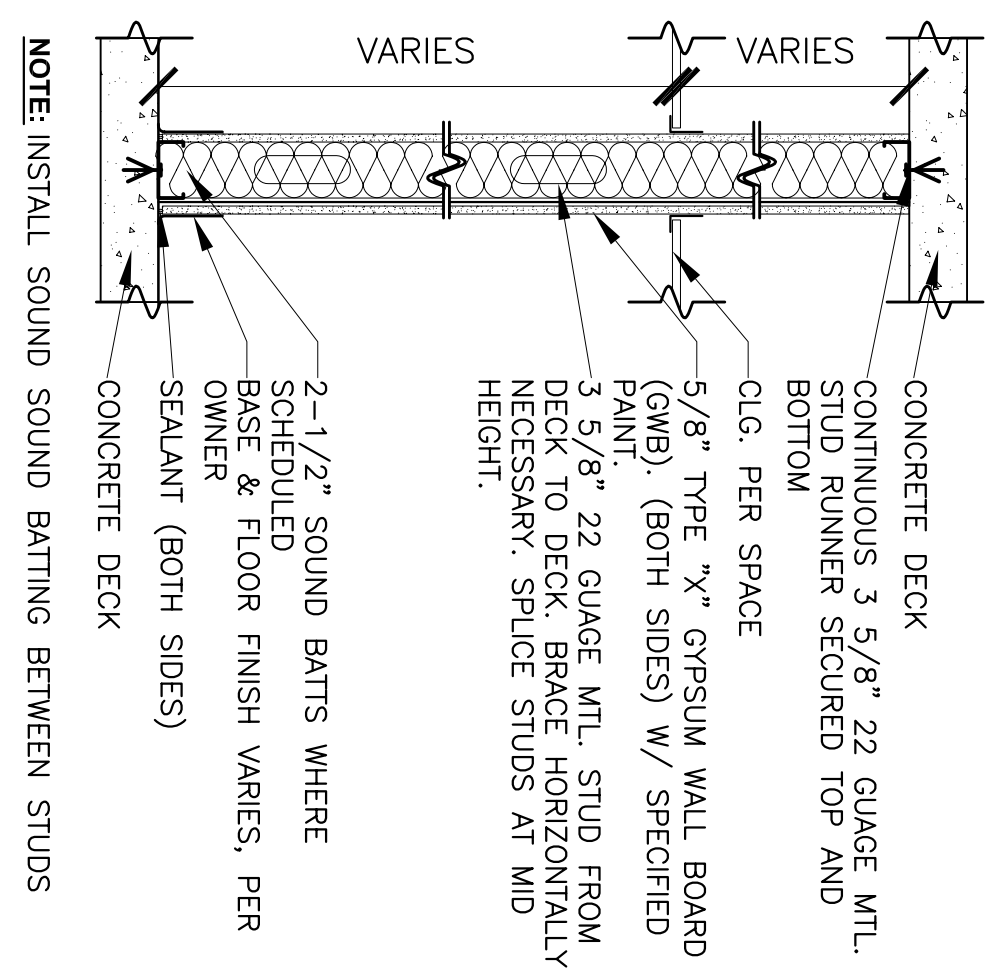 CONCRETE DECK
CONTINUOUS 3 5/8" 22 GUAGE MTL.
STUD RUNNER SECURED TOP AND
BOTTOM
CLG. PER SPACE
5/8" TYPE "X" GYPSUM WALL BOARD
(GWB). (BOTH SIDES) W/ SPECIFIED
PAINT.
3 5/8" 22 GUAGE MTL. STUD FROM
DECK TO DECK. BRACE HORIZONTALLY
NECESSARY. SPLICE STUDS AT MID
HEIGHT.
2-1/2" SOUND BATTS WHERE
SCHEDULED
BASE & FLOOR FINISH VARIES, PER
OWNER
SEALANT (BOTH SIDES)
CONCRETE DECK
VARIES
VARIES
NOTE: INSTALL SOUND SOUND BATTING BETWEEN STUDS